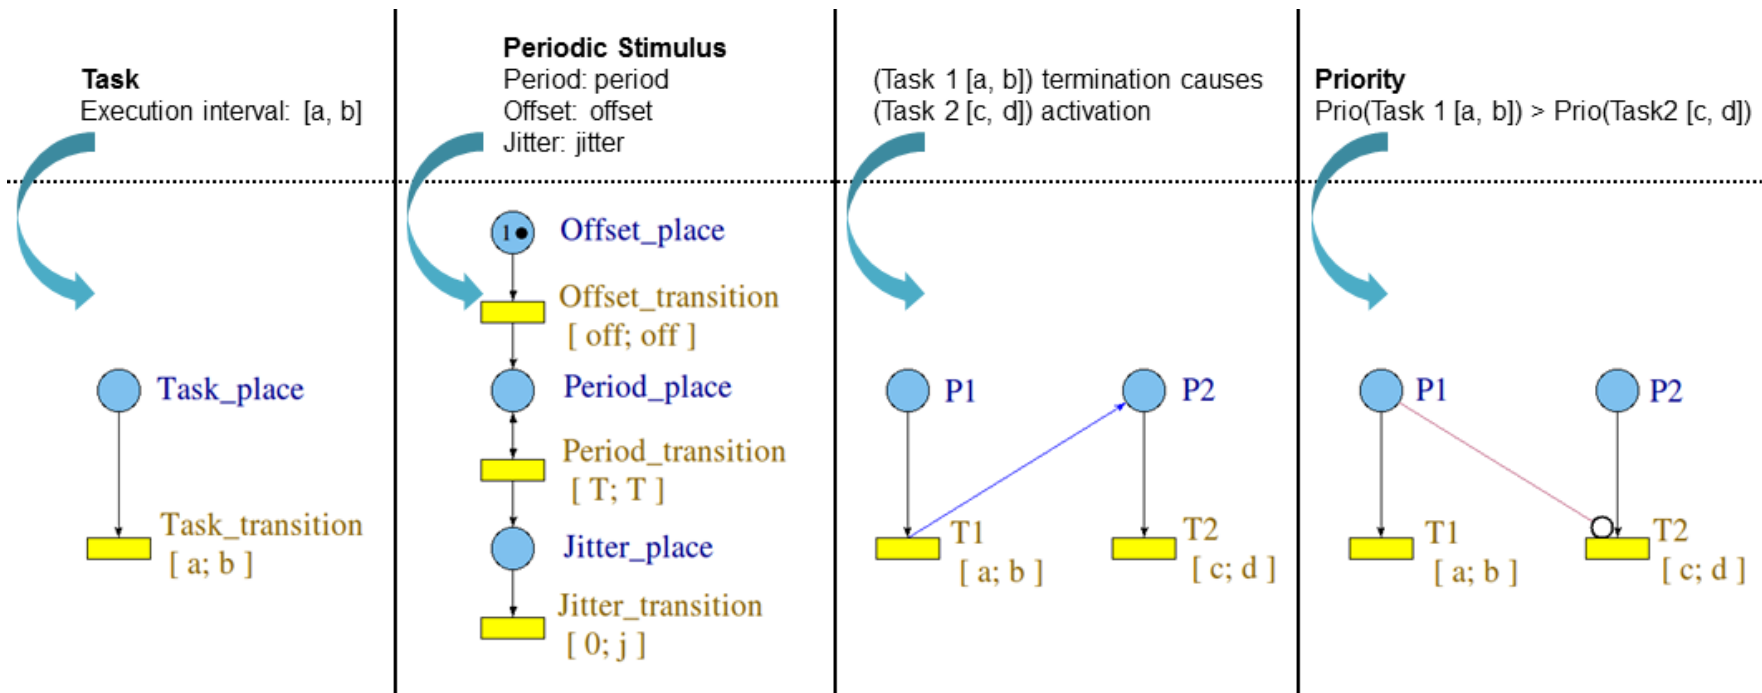 Task
Execution interval: [a, b]
Task_place
Task_transition
[ a; b ]
Periodic Stimulus
Period: period
Offset: offset
Jitter: jitter
1
Offset_place
Offset_transition
[ off; off ]
Period_place
Period_transition
[ T; T ]
Jitter_place
Jitter_transition
[ 0; j ]
(Task 1 [a, b]) termination causes
(Task 2 [c, d]) activation
P1
P2
T1
T2
[ a; b ]
[ c; d ]
Priority
Prio(Task 1 [a, b]) > Prio(Task2 [c, d])
P1
P2
T1
T2
[ a; b ]
[ c; d ]